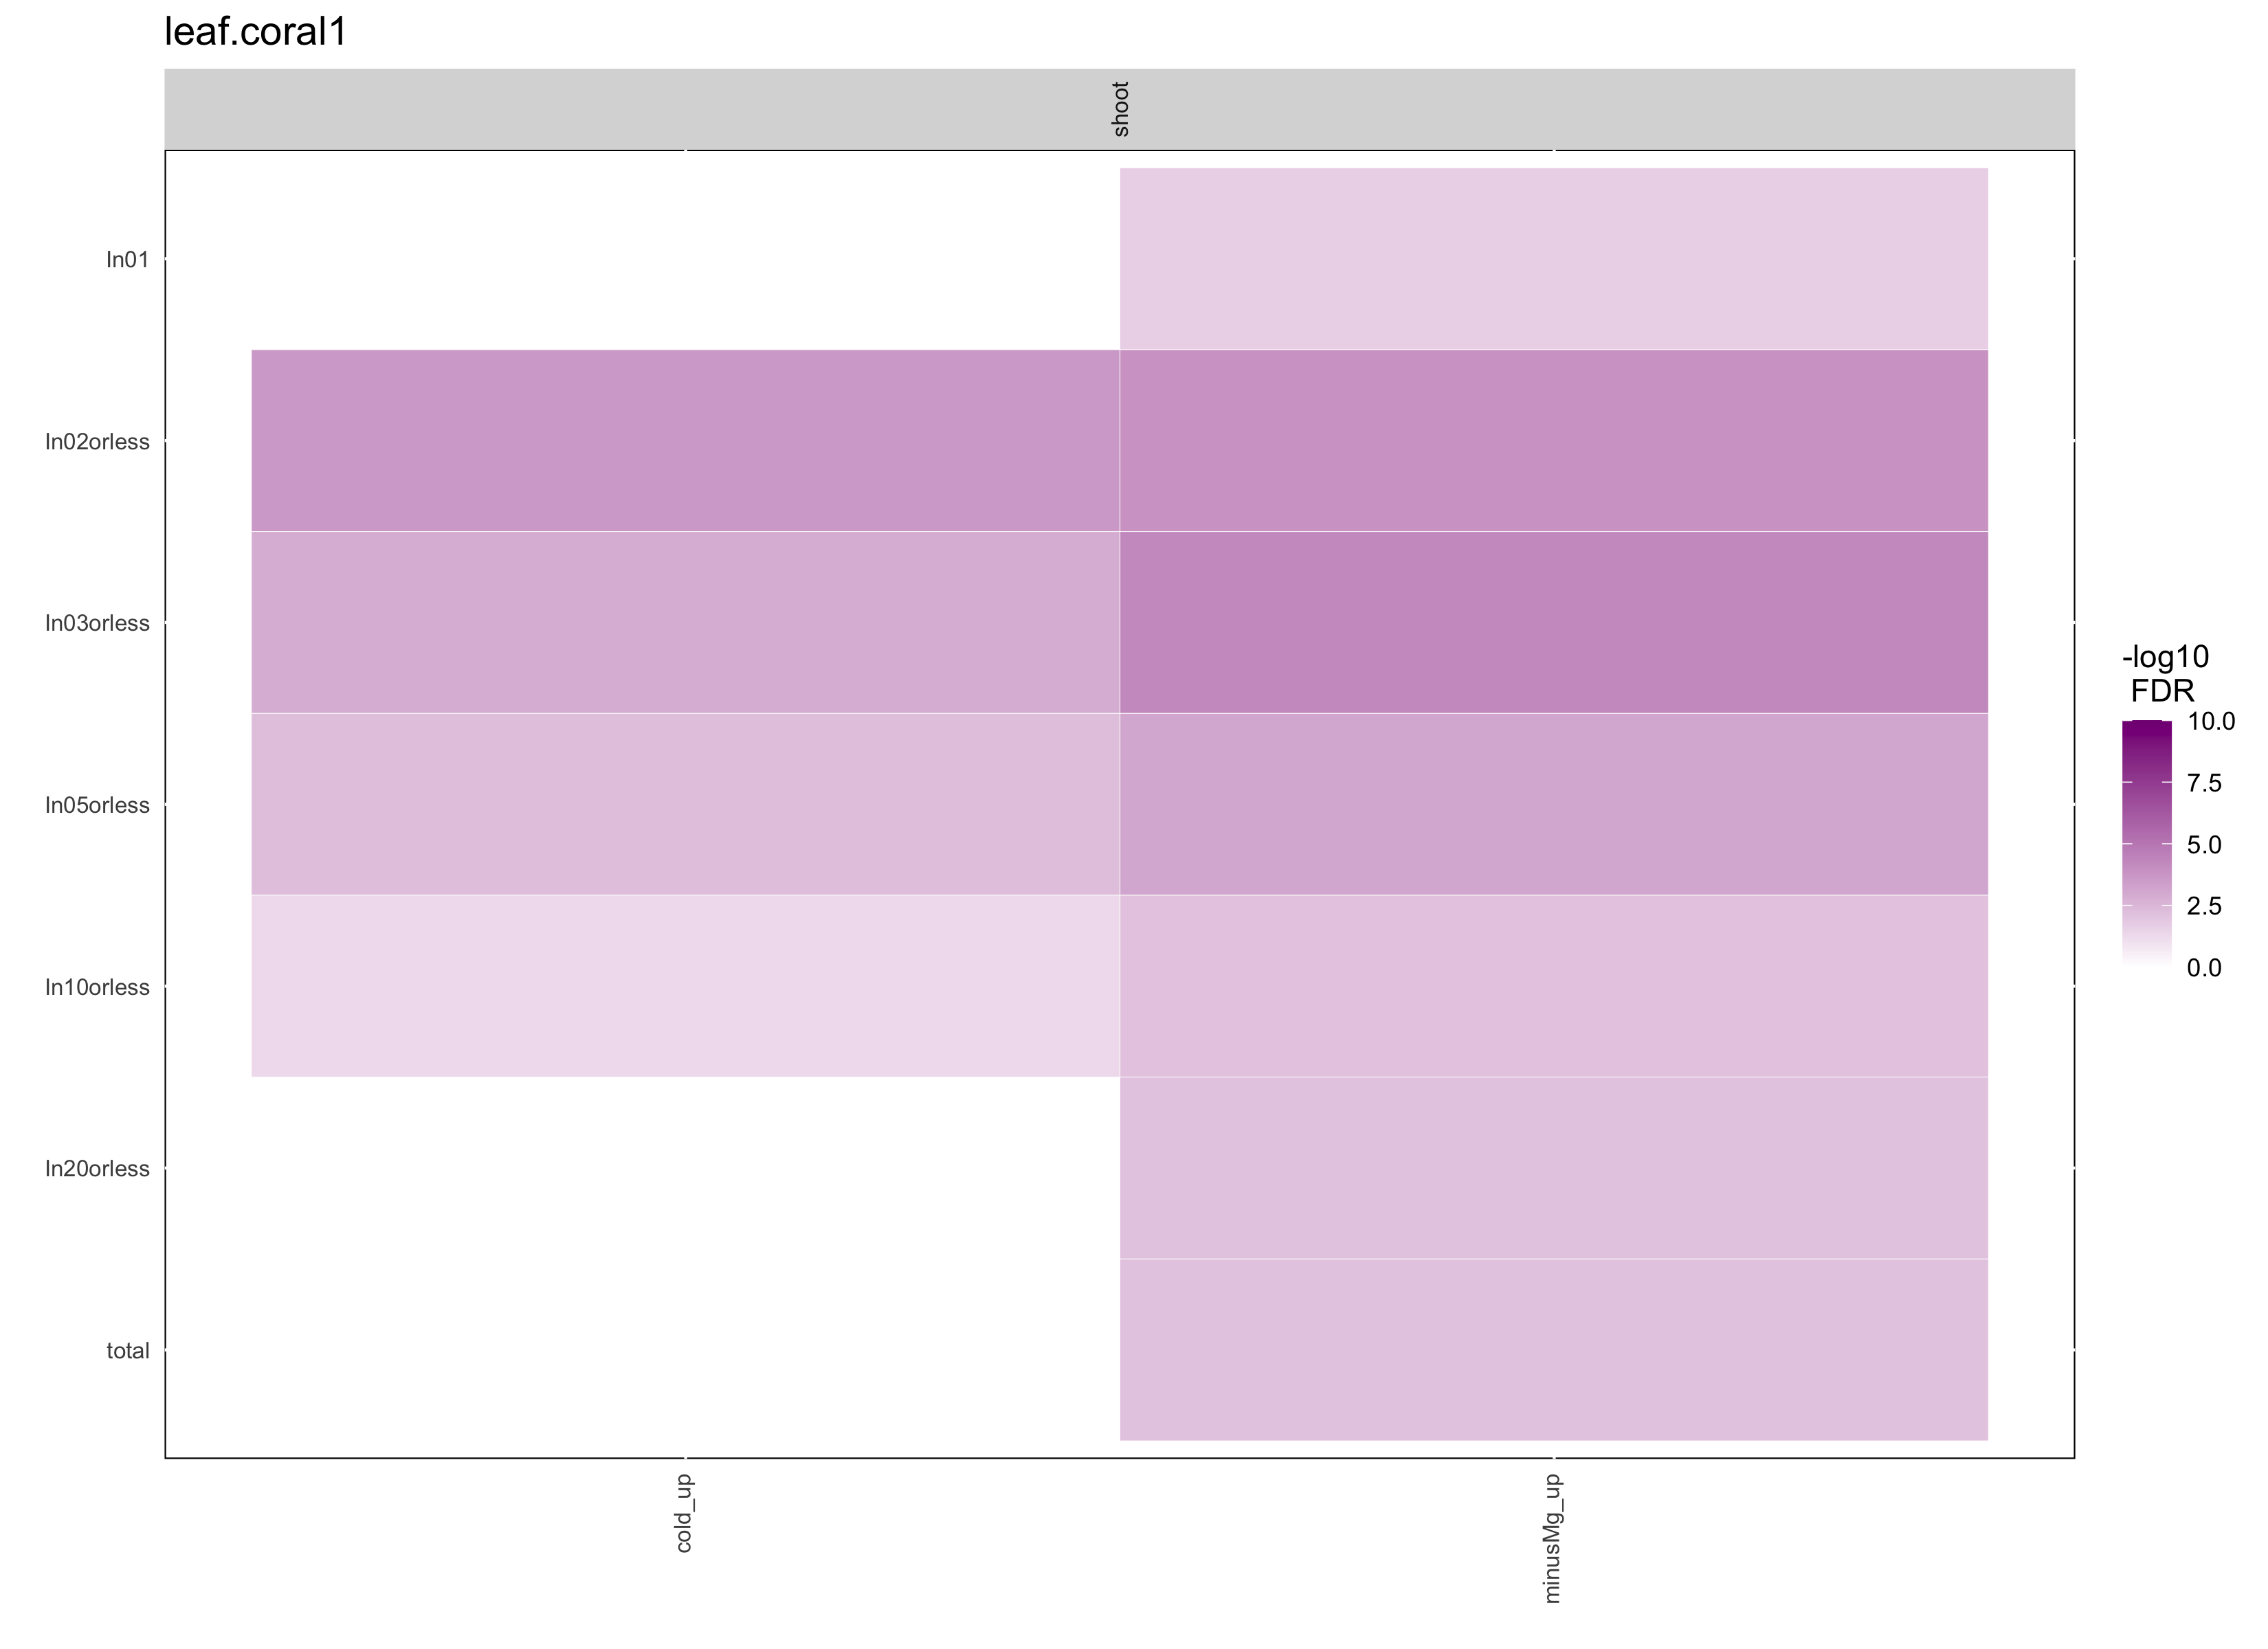 leaf.coral1
shoot
In01
In02orless
In03orless
In05orless
In10orless
In20orless
total
cold_up
minusMg_up
-log10
FDR
10.0
7.5
5.0
2.5
0.0